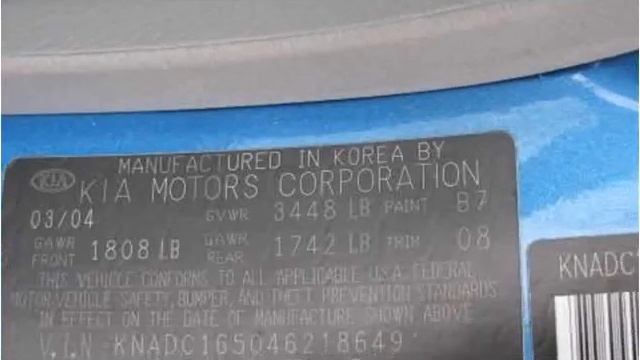 MANUFACTURED IN KOREA BY
KIA KIA MOTORS CORPORATION
03/04 GVWR 3448 LB PAINT B7
GAWR FRONT 1808 LB GAWR REAR 1742 LB TRIM 08
THIS VEHICLE CONFORMS TO ALL APPLICABLE U.S.A. FEDERAL
MOTOR VEHICLE SAFETY, BUMPER, AND THEFT PREVENTION STANDARDS
IN EFFECT ON THE DATE OF MANUFACTURE SHOWN ABOVE.
V.I.N - KNADC165046218649
KNADC